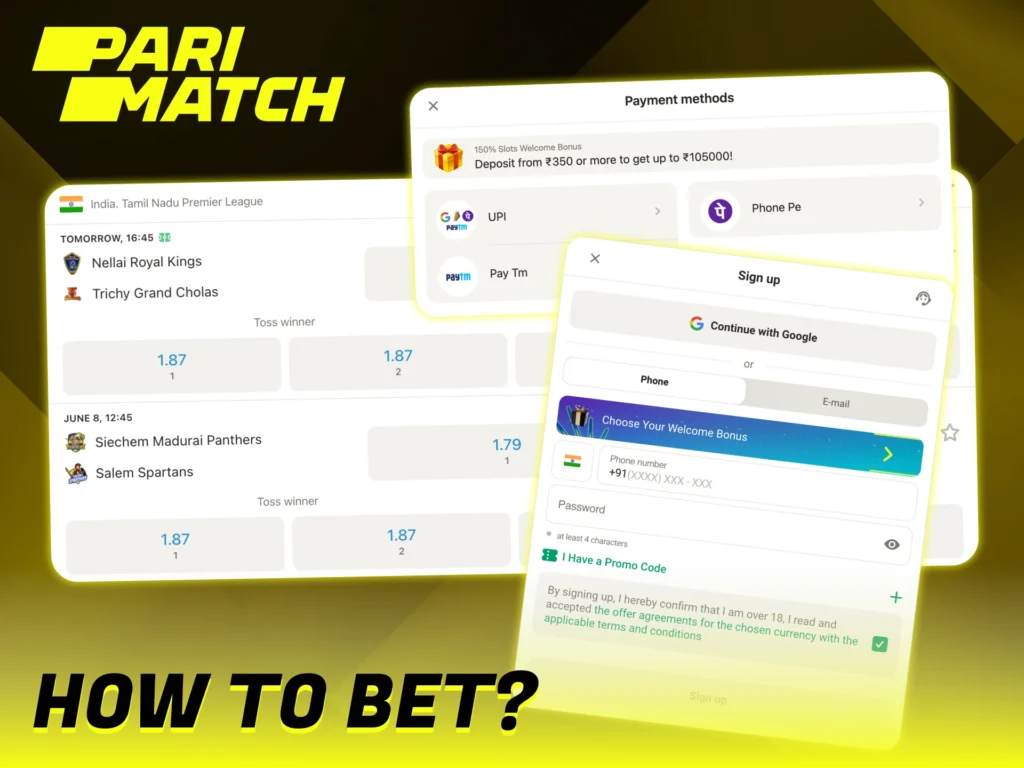 PARI
MATCH
India. Tamil Nadu Premier League
TOMORROW, 16:45
Nellai Royal Kings
Trichy Grand Cholas
Toss winner
1.87
1
1.87
2
JUNE 8, 12:45
Siechem Madurai Panthers
Salem Spartans
1.79
1
Toss winner
1.87
1
1.87
2
Payment methods
150% Slots Welcome Bonus
Deposit from ₹350 or more to get up to ₹105000!
UPI
paytm
Phone Pe
पे
paytm
Pay Tm
Sign up
G Continue with Google
or
Phone
E-mail
Choose Your Welcome Bonus
Phone number
+91(XXXX) XXX - XXX
Password
at least 4 characters
I Have a Promo Code
By signing up, I hereby confirm that I am over 18, I read and
accepted the offer agreements for the chosen currency with the
applicable terms and conditions
Sign up
HOW TO BET?